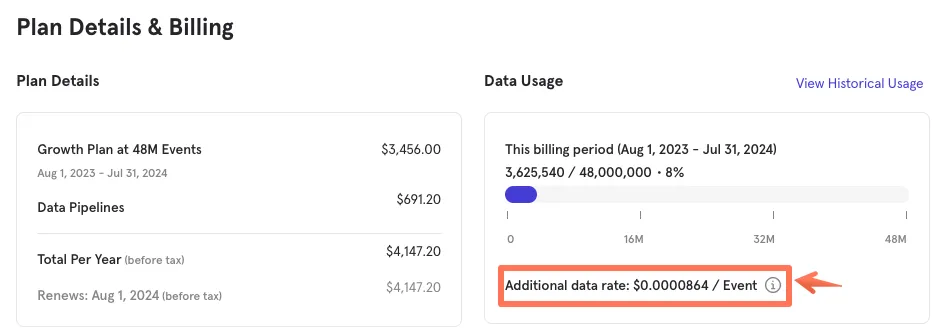 Plan Details & Billing
Plan Details
Growth Plan at 48M Events $3,456.00
Aug 1, 2023 - Jul 31, 2024
Data Pipelines $691.20
Total Per Year (before tax) $4,147.20
Renews: Aug 1, 2024 (before tax) $4,147.20
Data Usage View Historical Usage
This billing period (Aug 1, 2023 - Jul 31, 2024)
3,625,540 / 48,000,000 • 8%
0 16M 32M 48M
Additional data rate: $0.0000864 / Event